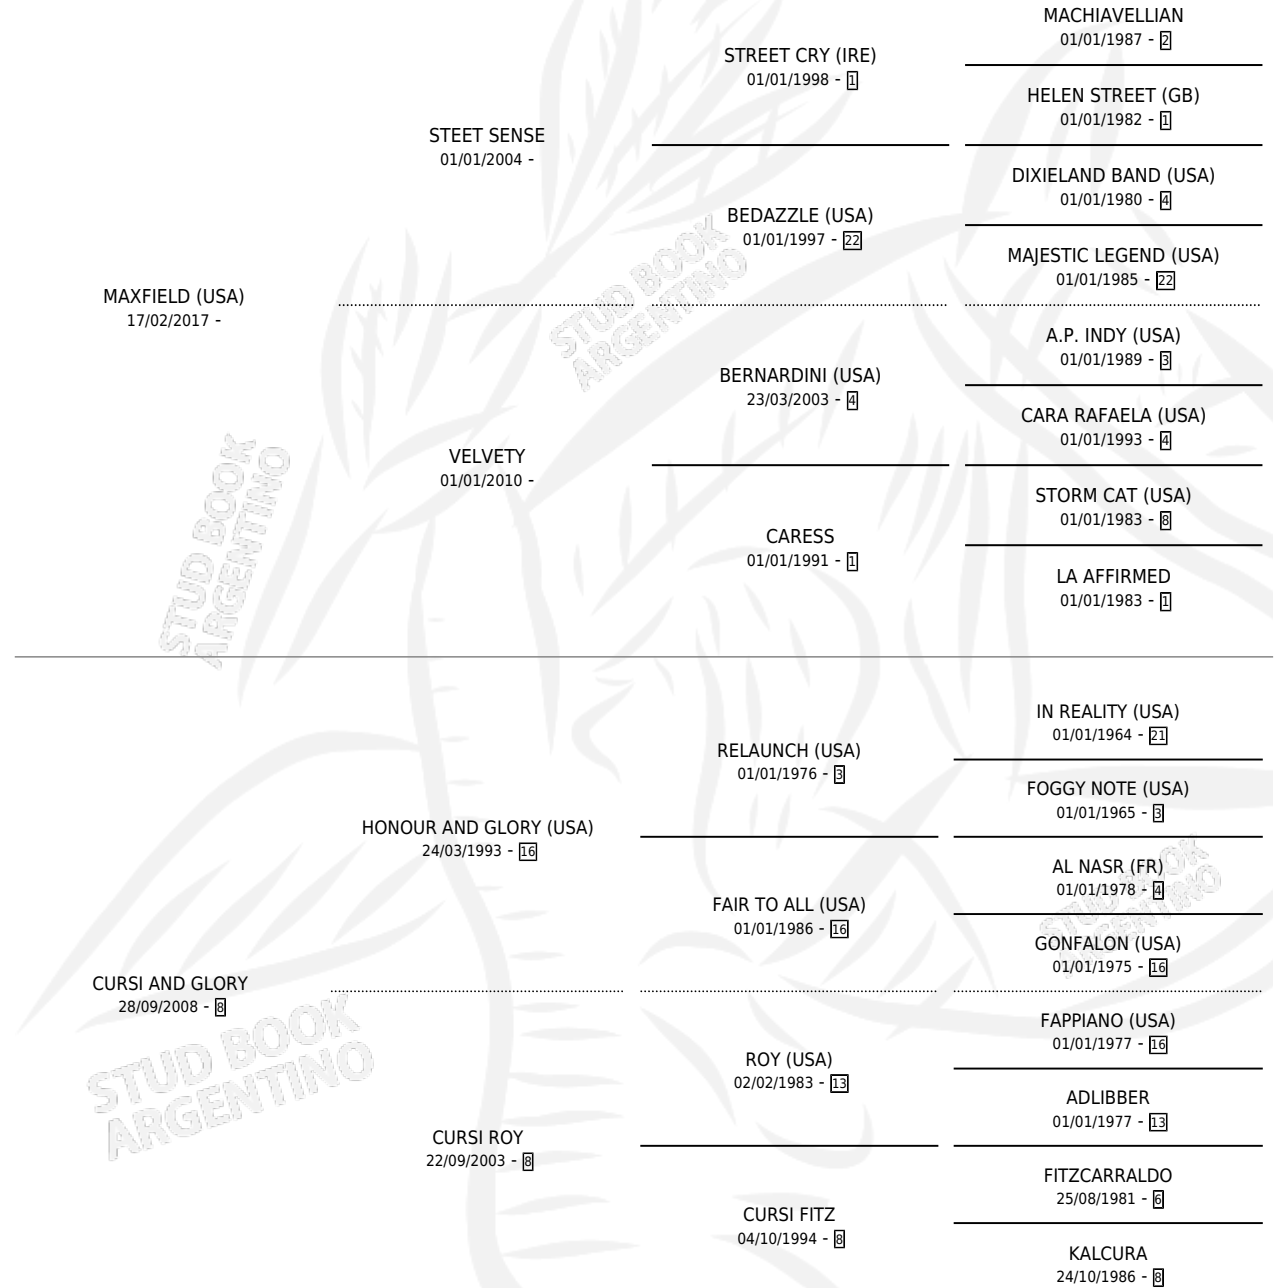 MACHIAVELLIAN
01/01/1987 - 2
STREET CRY (IRE)
01/01/1998 - 1
HELEN STREET (GB)
01/01/1982 - 1
STEET SENSE
01/01/2004 -
DIXIELAND BAND (USA)
01/01/1980 - 4
BEDAZZLE (USA)
01/01/1997 - 22
MAJESTIC LEGEND (USA)
01/01/1985 - 22
MAXFIELD (USA)
17/02/2017 -
A.P. INDY (USA)
01/01/1989 - 3
BERNARDINI (USA)
23/03/2003 - 4
CARA RAFAELA (USA)
01/01/1993 - 4
VELVETY
01/01/2010 -
STORM CAT (USA)
01/01/1983 - 8
CARESS
01/01/1991 - 1
LA AFFIRMED
01/01/1983 - 1
IN REALITY (USA)
01/01/1964 - 21
RELAUNCH (USA)
01/01/1976 - 3
FOGGY NOTE (USA)
01/01/1965 - 3
HONOUR AND GLORY (USA)
24/03/1993 - 16
AL NASR (FR)
01/01/1978 - 4
FAIR TO ALL (USA)
01/01/1986 - 16
GONFALON (USA)
01/01/1975 - 16
CURSI AND GLORY
28/09/2008 - 8
FAPPIANO (USA)
01/01/1977 - 16
ROY (USA)
02/02/1983 - 13
ADLIBBER
01/01/1977 - 13
CURSI ROY
22/09/2003 - 8
FITZCARRALDO
25/08/1981 - 6
CURSI FITZ
04/10/1994 - 8
KALCURA
24/10/1986 - 8
STUD BOOK
ARGENTINO
STUD BOOK
ARGENTINO
STUD BOOK
ARGENTINO
STUD BOOK
ARGENTINO